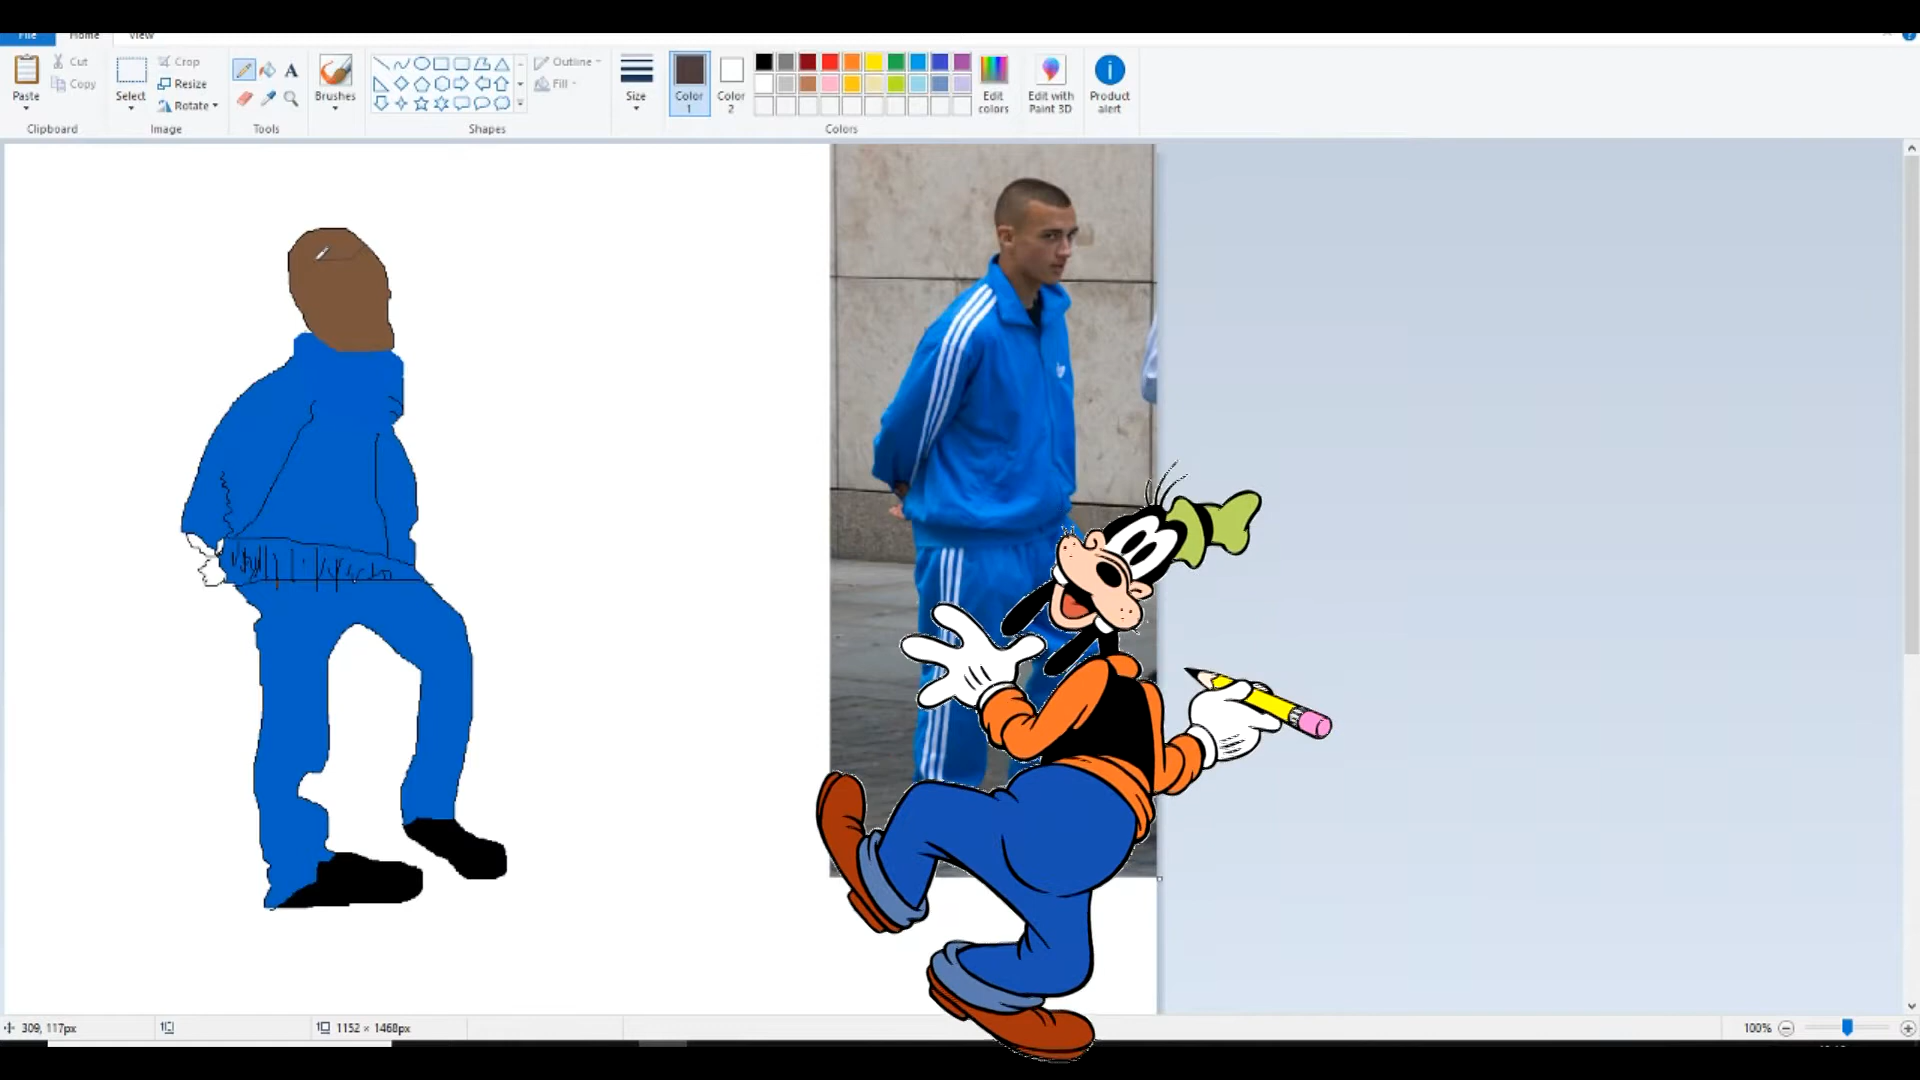 File Home View
Paste Cut Copy
Clipboard
Select Crop Resize Rotate
Image
A
Tools
Brushes
Outline Fill
Shapes
Size
Color 1
Color 2
Edit colors
Colors
Edit with Paint 3D
Product alert
309, 117px
1152 × 1468px
100%